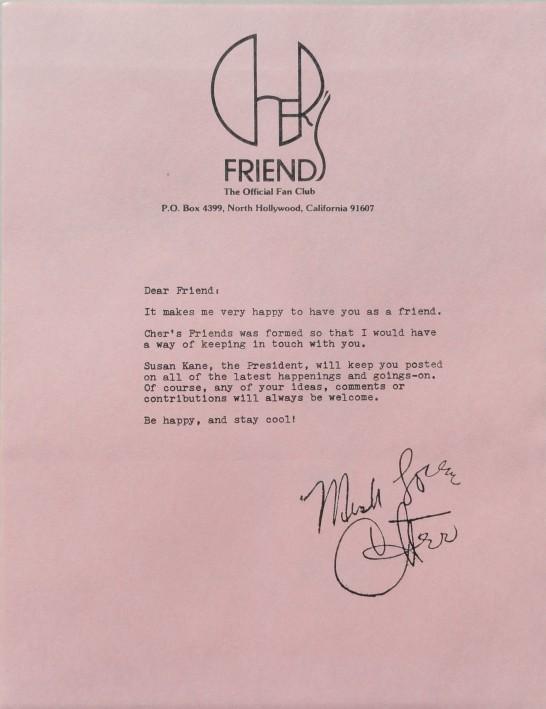 Cher's
FRIENDS
The Official Fan Club
P.O. Box 4399, North Hollywood, California 91607
Dear Friend:
It makes me very happy to have you as a friend.
Cher's Friends was formed so that I would have
a way of keeping in touch with you.
Susan Kane, the President, will keep you posted
on all of the latest happenings and goings-on.
Of course, any of your ideas, comments or
contributions will always be welcome.
Be happy, and stay cool!
Much Love
Cher